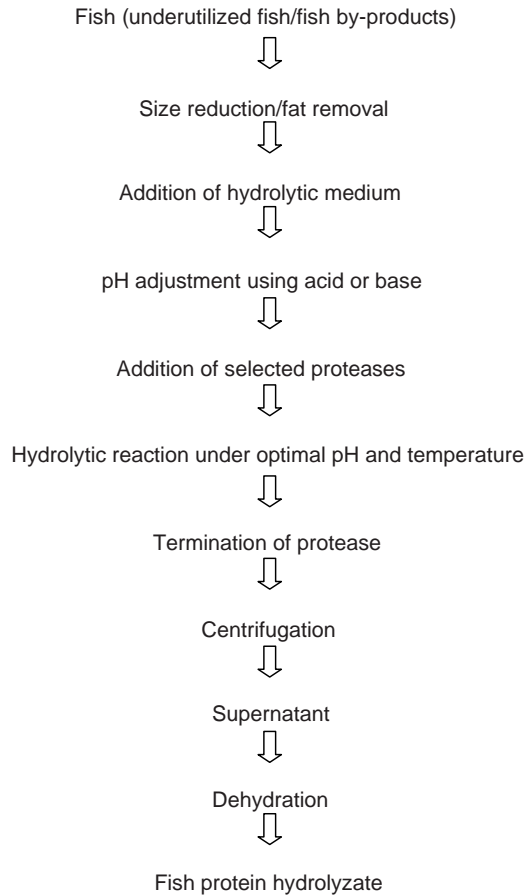 Fish (underutilized fish/fish by-products)
Size reduction/fat removal
Addition of hydrolytic medium
pH adjustment using acid or base
Addition of selected proteases
Hydrolytic reaction under optimal pH and temperature
Termination of protease
Centrifugation
Supernatant
Dehydration
Fish protein hydrolyzate